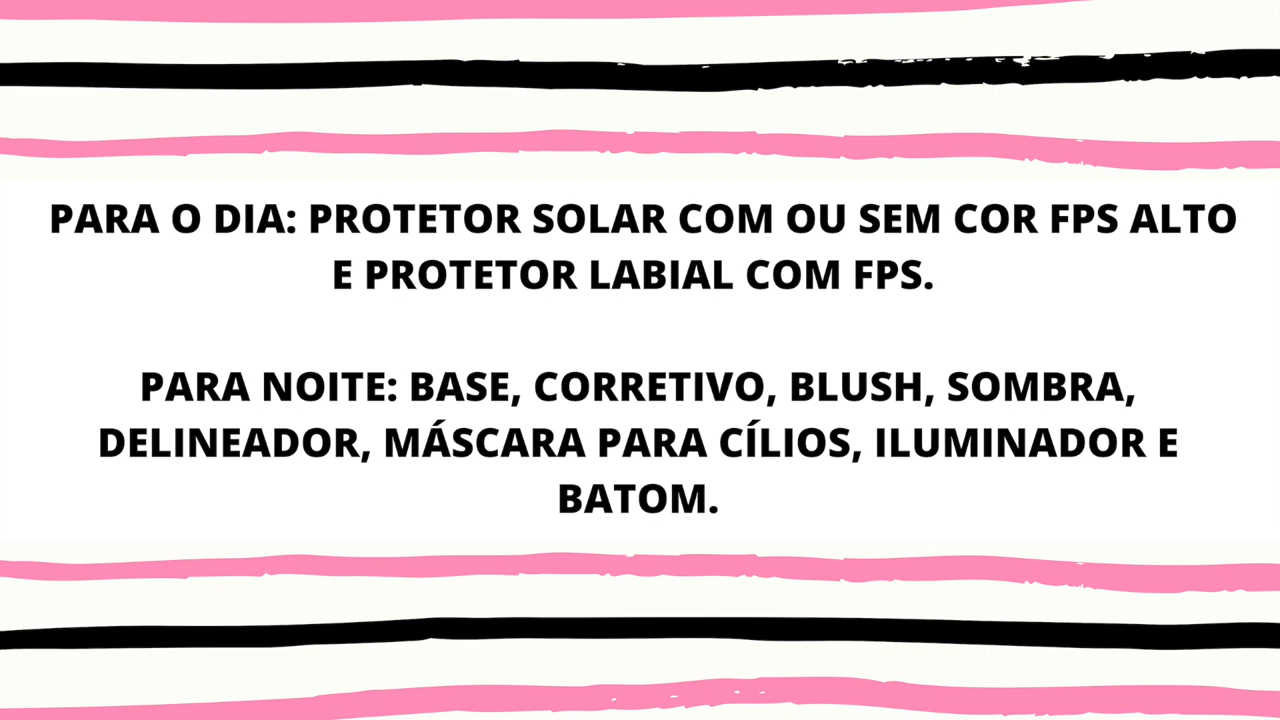 PARA O DIA: PROTETOR SOLAR COM OU SEM COR FPS ALTO
E PROTETOR LABIAL COM FPS.
PARA NOITE: BASE, CORRETIVO, BLUSH, SOMBRA,
DELINEADOR, MÁSCARA PARA CÍLIOS, ILUMINADOR E
BATOM.